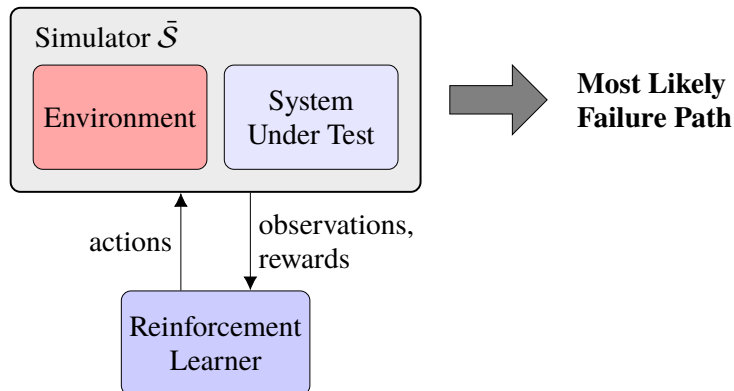 Simulator S̄
Environment
System
Under Test
Most Likely
Failure Path
actions
observations,
rewards
Reinforcement
Learner